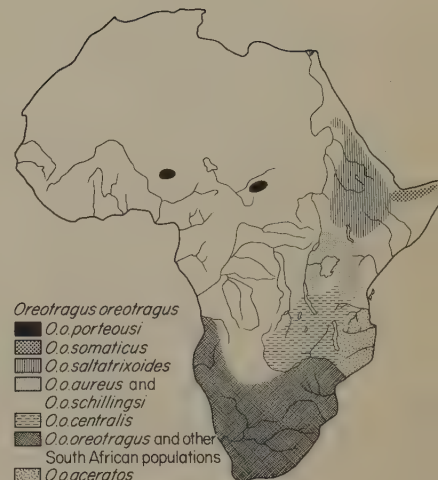 Oreotragus oreotragus
O.o.porteousi
O.o.somaticus
O.o.saltatrixoides
O.o.aureus and
O.o.schillingsi
O.o.centralis
O.o.oreotragus and other
South African populations
O.o.aceratos